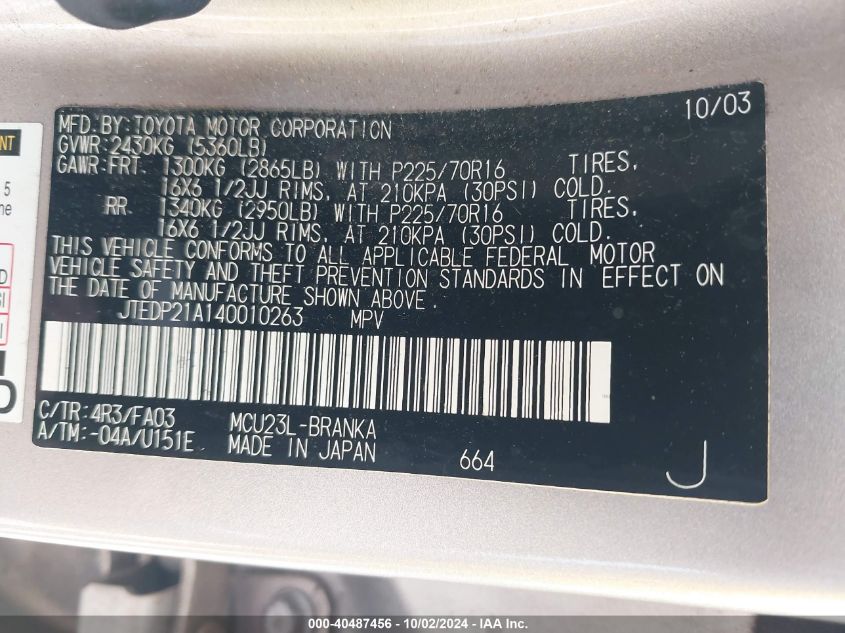 10/03
MFD.BY:TOYOTA MOTOR CORPORATION
GVWR:2430KG (5360LB)
GAWR:FRT. 1300KG (2865LB) WITH P225/70R16 TIRES,
16X6 1/2JJ RIMS, AT 210KPA (30PSI) COLD.
RR. 1340KG (2950LB) WITH P225/70R16 TIRES,
16X6 1/2JJ RIMS, AT 210KPA (30PSI) COLD.
THIS VEHICLE CONFORMS TO ALL APPLICABLE FEDERAL MOTOR
VEHICLE SAFETY AND THEFT PREVENTION STANDARDS IN EFFECT ON
THE DATE OF MANUFACTURE SHOWN ABOVE.
JTEDP21A140010263 MPV
C/TR:4R3/FA03 MCU23L-BRANKA
A/TM:-04A/U151E MADE IN JAPAN 664
J
5
000-40487456 - 10/02/2024 - IAA Inc.